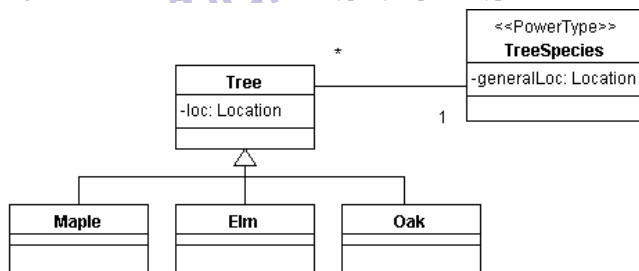 <<PowerType>>
TreeSpecies
-generalLoc: Location
*
1
Tree
-loc: Location
Maple
Elm
Oak